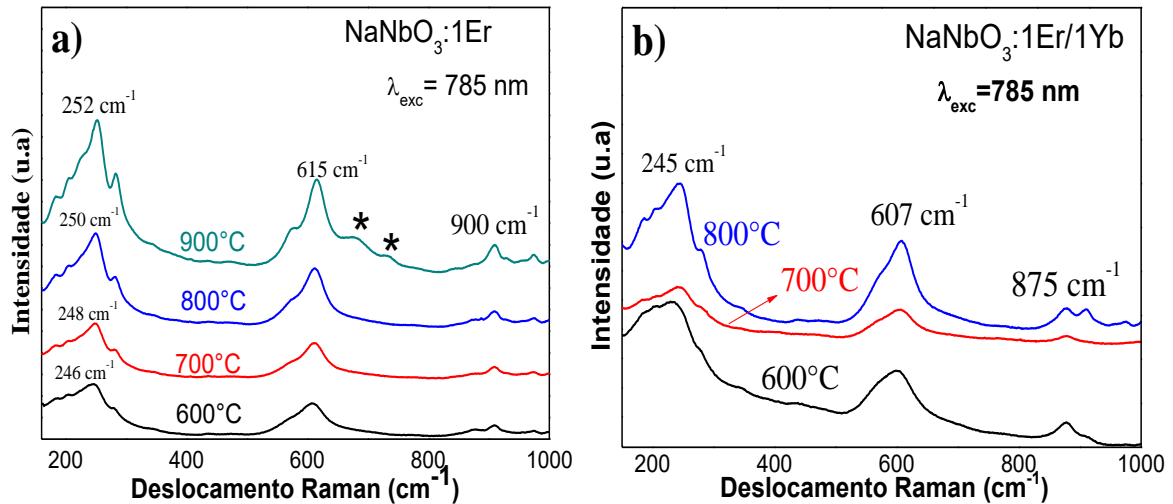 a)
NaNbO₃:1Er
λexc = 785 nm
252 cm⁻¹
615 cm⁻¹
*
*
900 cm⁻¹
900°C
250 cm⁻¹
800°C
248 cm⁻¹
700°C
246 cm⁻¹
600°C
Intensidade (u.a)
200 400 600 800 1000
Deslocamento Raman (cm⁻¹)
b)
NaNbO₃:1Er/1Yb
λexc=785 nm
245 cm⁻¹
607 cm⁻¹
875 cm⁻¹
800°C
700°C
600°C
Intensidade (u.a)
200 400 600 800 1000
Deslocamento Raman (cm⁻¹)